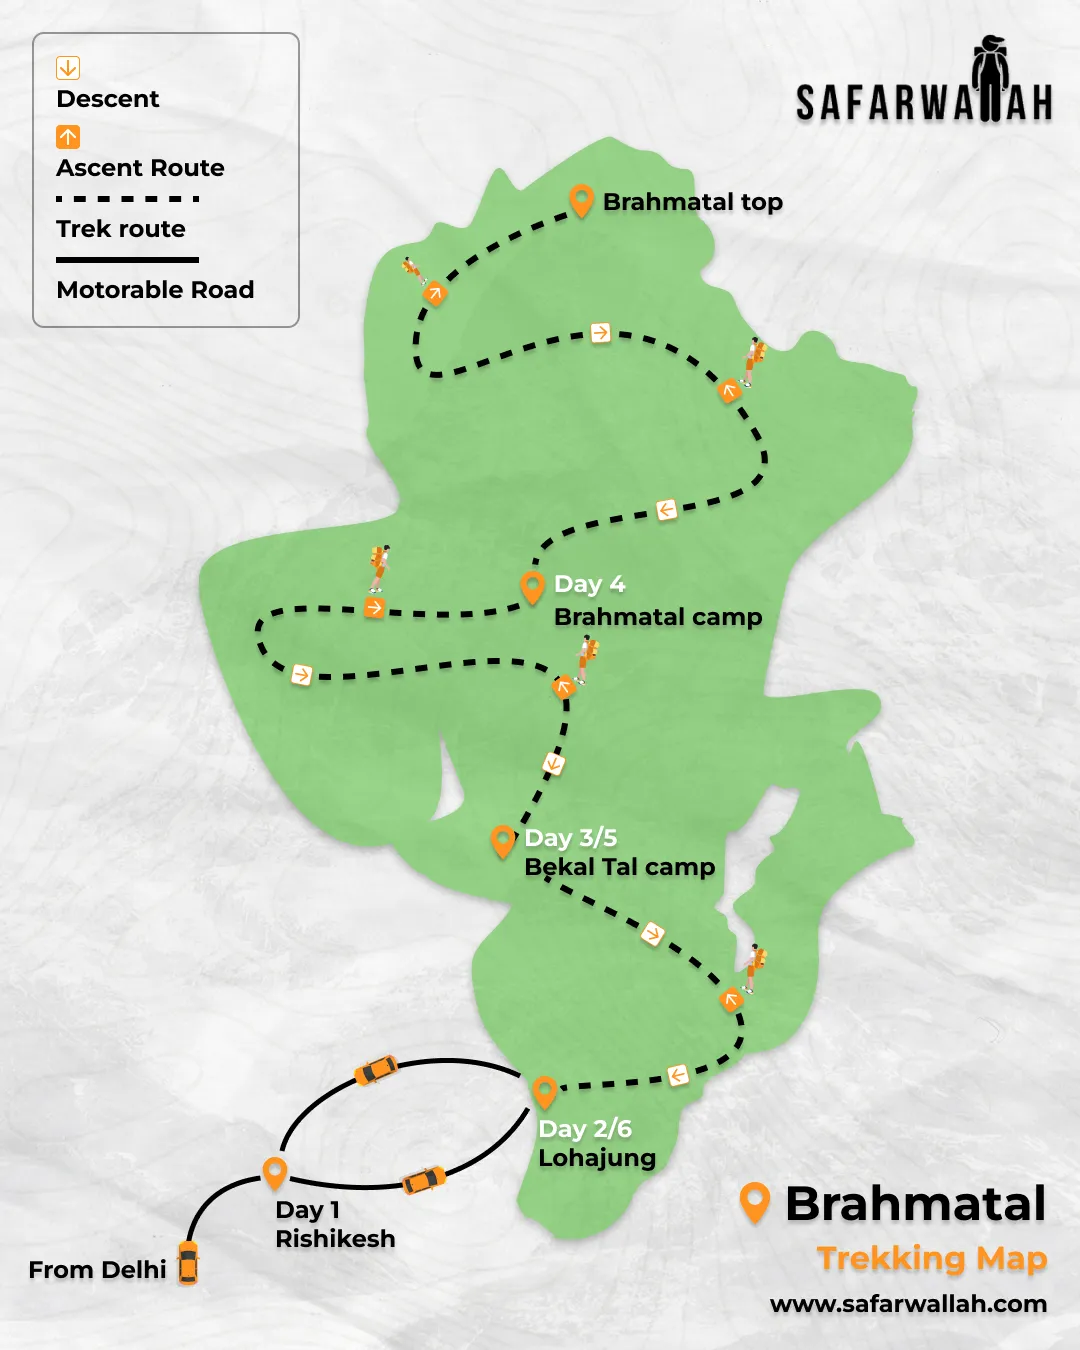 SAFARWALLAH
Descent
Ascent Route
Trek route
Motorable Road
Brahmatal top
Day 4
Brahmatal camp
Day 3/5
Bekal Tal camp
Day 2/6
Lohajung
Day 1
Rishikesh
From Delhi
Brahmatal
Trekking Map
www.safarwallah.com